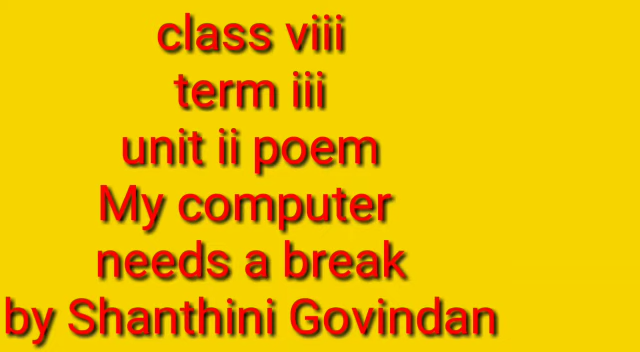 class viii
term iii
unit ii poem
My computer
needs a break
by Shanthini Govindan